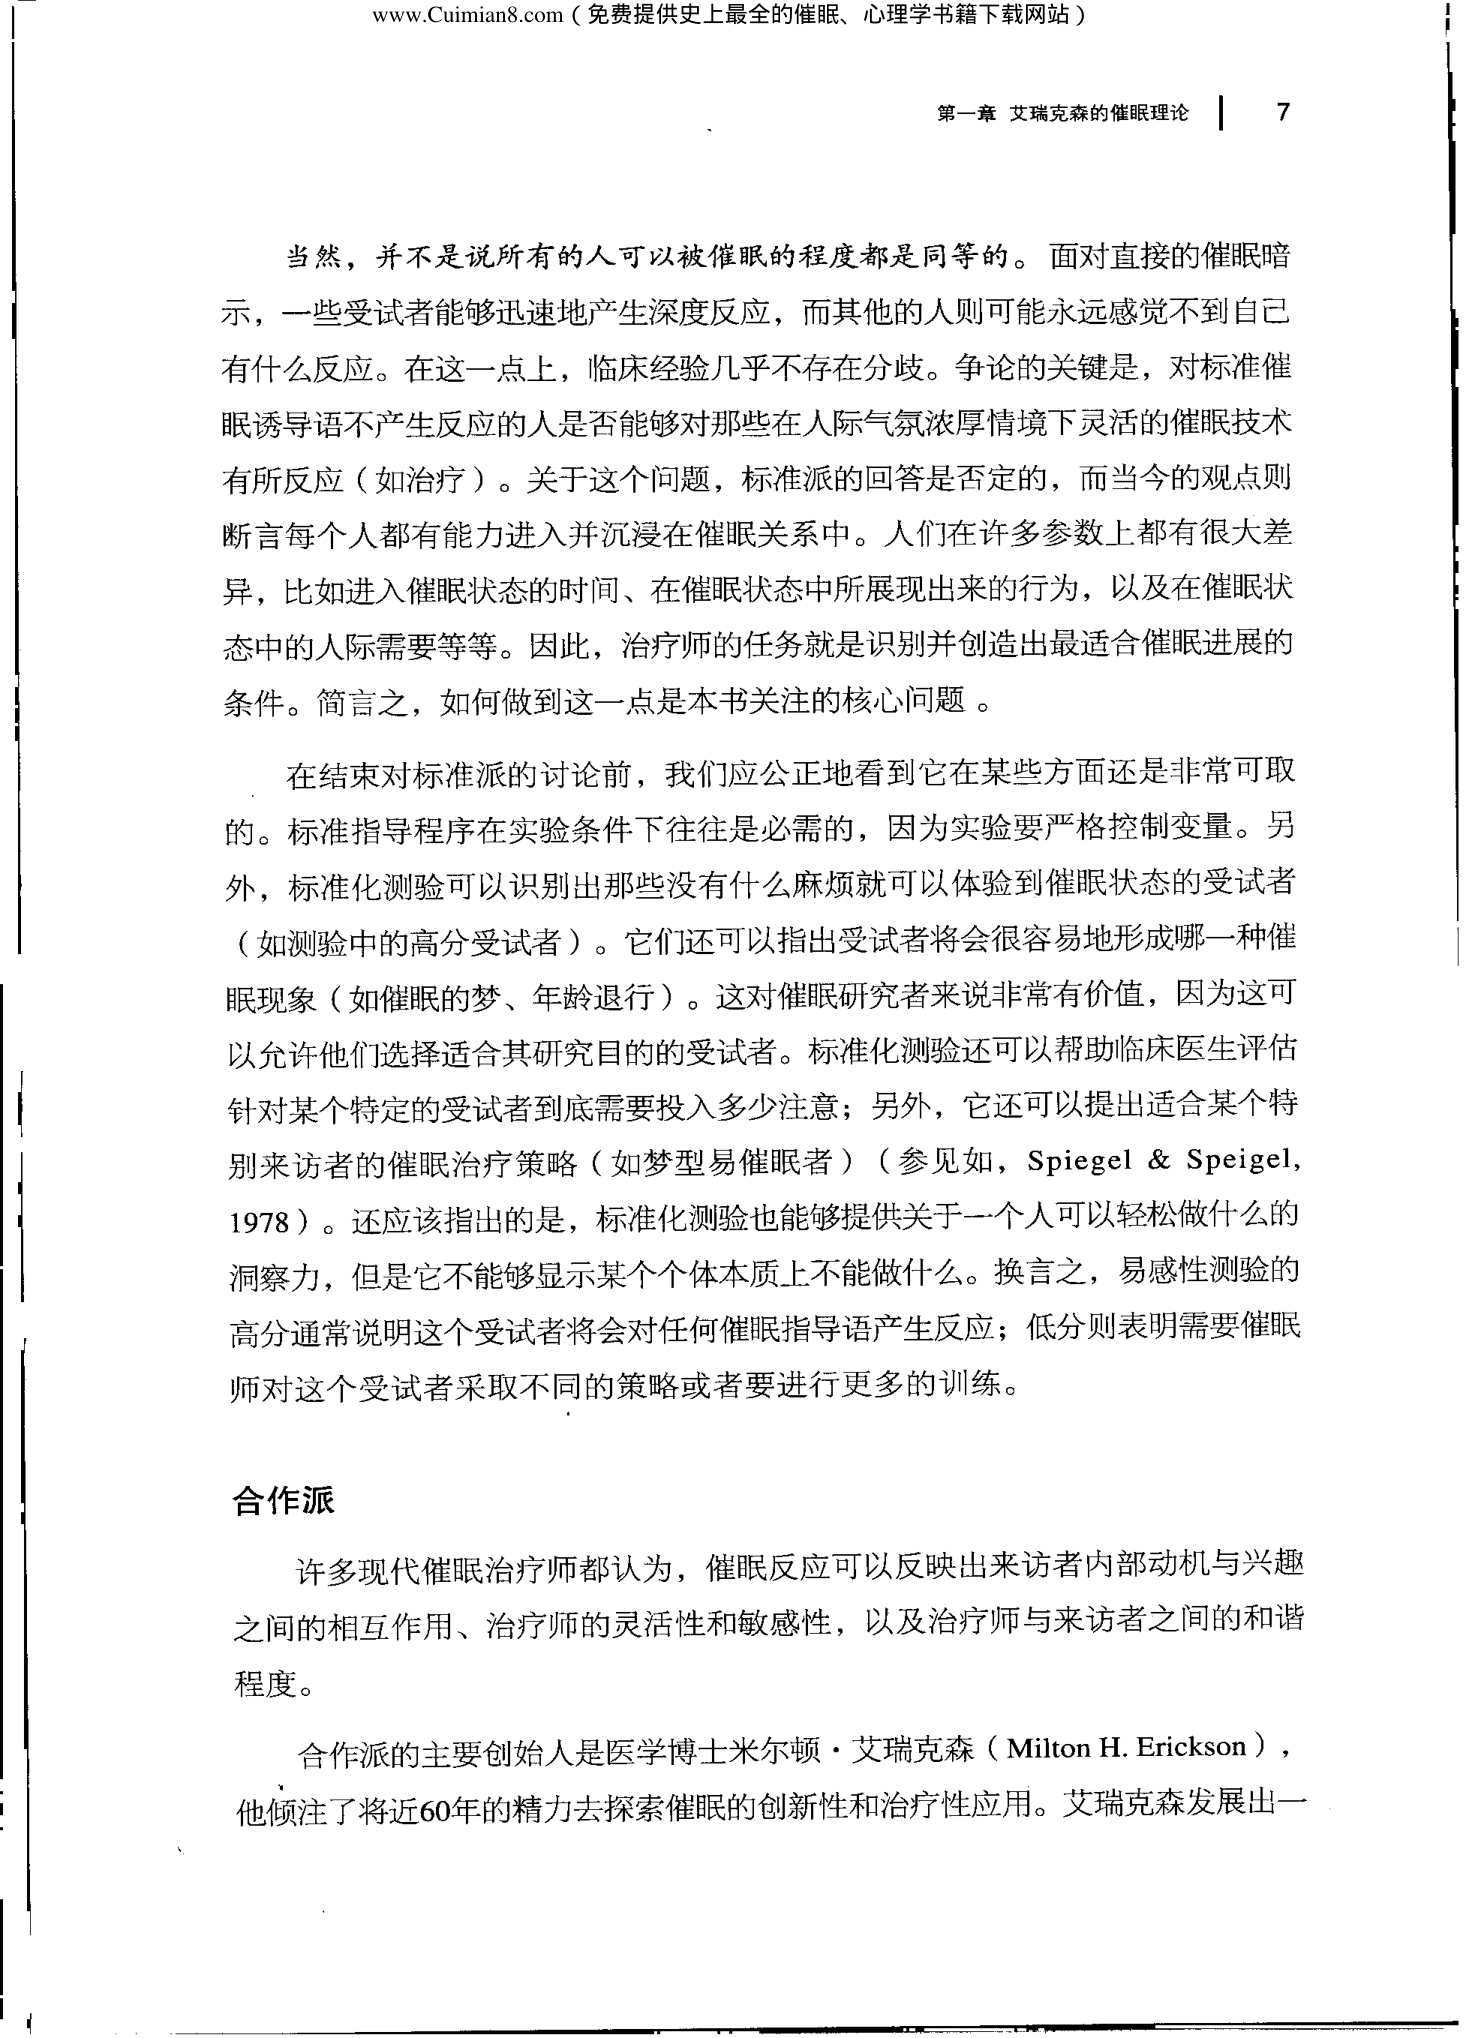 www.Cuimian8.com（免费提供史上最全的催眠、心理学书籍下载网站）
第一章 艾瑞克森的催眠理论 7
当然，并不是说所有的人可以被催眠的程度都是同等的。面对直接的催眠暗
示，一些受试者能够迅速地产生深度反应，而其他的人则可能永远感觉不到自己
有什么反应。在这一点上，临床经验几乎不存在分歧。争论的关键是，对标准催
眠诱导语不产生反应的人是否能够对那些在人际气氛浓厚情境下灵活的催眠技术
有所反应（如治疗）。关于这个问题，标准派的回答是否定的，而当今的观点则
断言每个人都有能力进入并沉浸在催眠关系中。人们在许多参数上都有很大差
异，比如进入催眠状态的时间、在催眠状态中所展现出来的行为，以及在催眠状
态中的人际需要等等。因此，治疗师的任务就是识别并创造出最适合催眠进展的
条件。简言之，如何做到这一点是本书关注的核心问题。
在结束对标准派的讨论前，我们应公正地看到它在某些方面还是非常可取
的。标准指导程序在实验条件下往往是必需的，因为实验要严格控制变量。另
外，标准化测验可以识别出那些没有什么麻烦就可以体验到催眠状态的受试者
（如测验中的高分受试者）。它们还可以指出受试者将会很容易地形成哪一种催
眠现象（如催眠的梦、年龄退行）。这对催眠研究者来说非常有价值，因为这可
以允许他们选择适合其研究目的的受试者。标准化测验还可以帮助临床医生评估
针对某个特定的受试者到底需要投入多少注意；另外，它还可以提出适合某个特
别来访者的催眠治疗策略（如梦型易催眠者）（参见如，Spiegel & Speigel,
1978）。还应该指出的是，标准化测验也能够提供关于一个人可以轻松做什么的
洞察力，但是它不能够显示某个个体本质上不能做什么。换言之，易感性测验的
高分通常说明这个受试者将会对任何催眠指导语产生反应；低分则表明需要催眠
师对这个受试者采取不同的策略或者要进行更多的训练。
合作派
许多现代催眠治疗师都认为，催眠反应可以反映出来访者内部动机与兴趣
之间的相互作用、治疗师的灵活性和敏感性，以及治疗师与来访者之间的和谐
程度。
合作派的主要创始人是医学博士米尔顿·艾瑞克森（Milton H. Erickson），
他倾注了将近60年的精力去探索催眠的创新性和治疗性应用。艾瑞克森发展出一